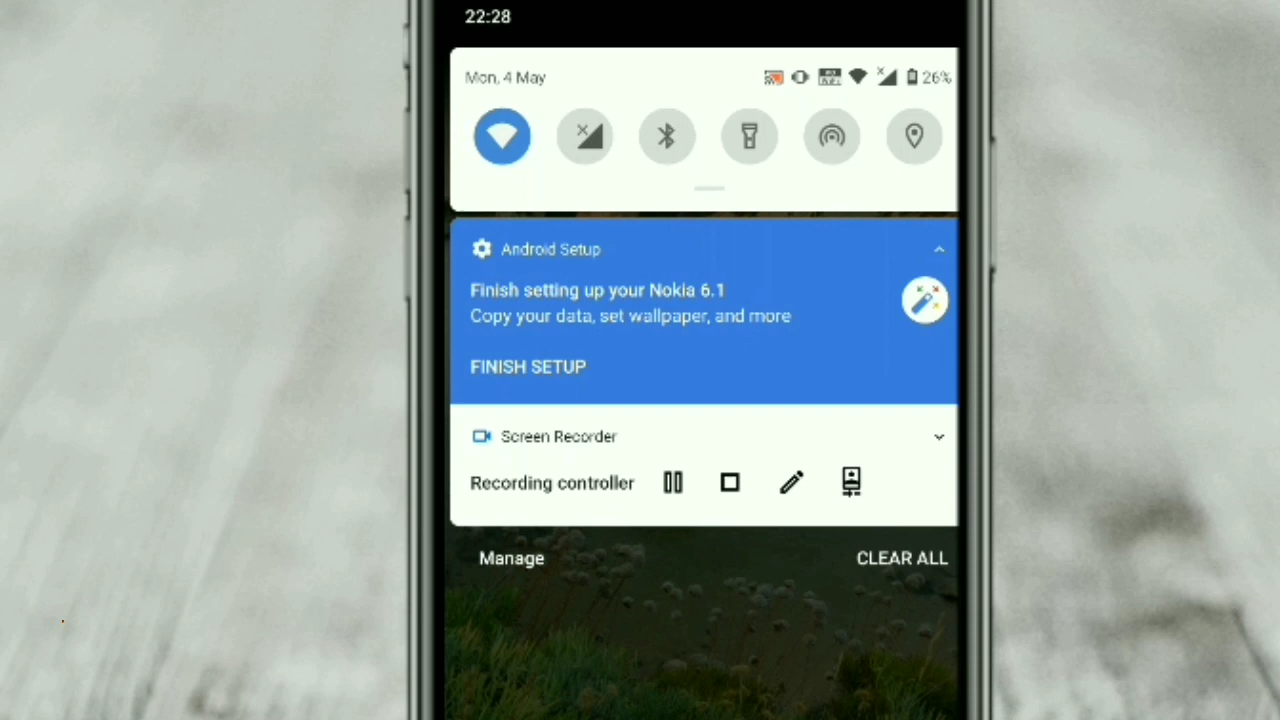 22:28
Mon, 4 May
26%
Android Setup
Finish setting up your Nokia 6.1
Copy your data, set wallpaper, and more
FINISH SETUP
Screen Recorder
Recording controller
Manage
CLEAR ALL